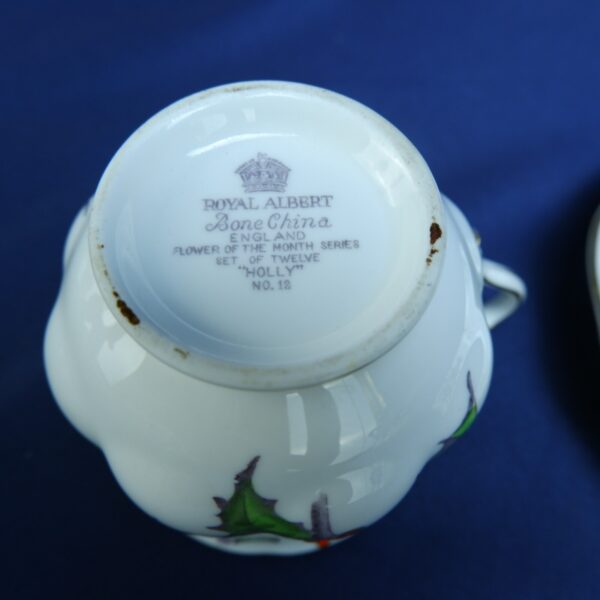 ROYAL ALBERT
Bone China
ENGLAND
FLOWER OF THE MONTH SERIES
SET OF TWELVE
"HOLLY"
NO. 12